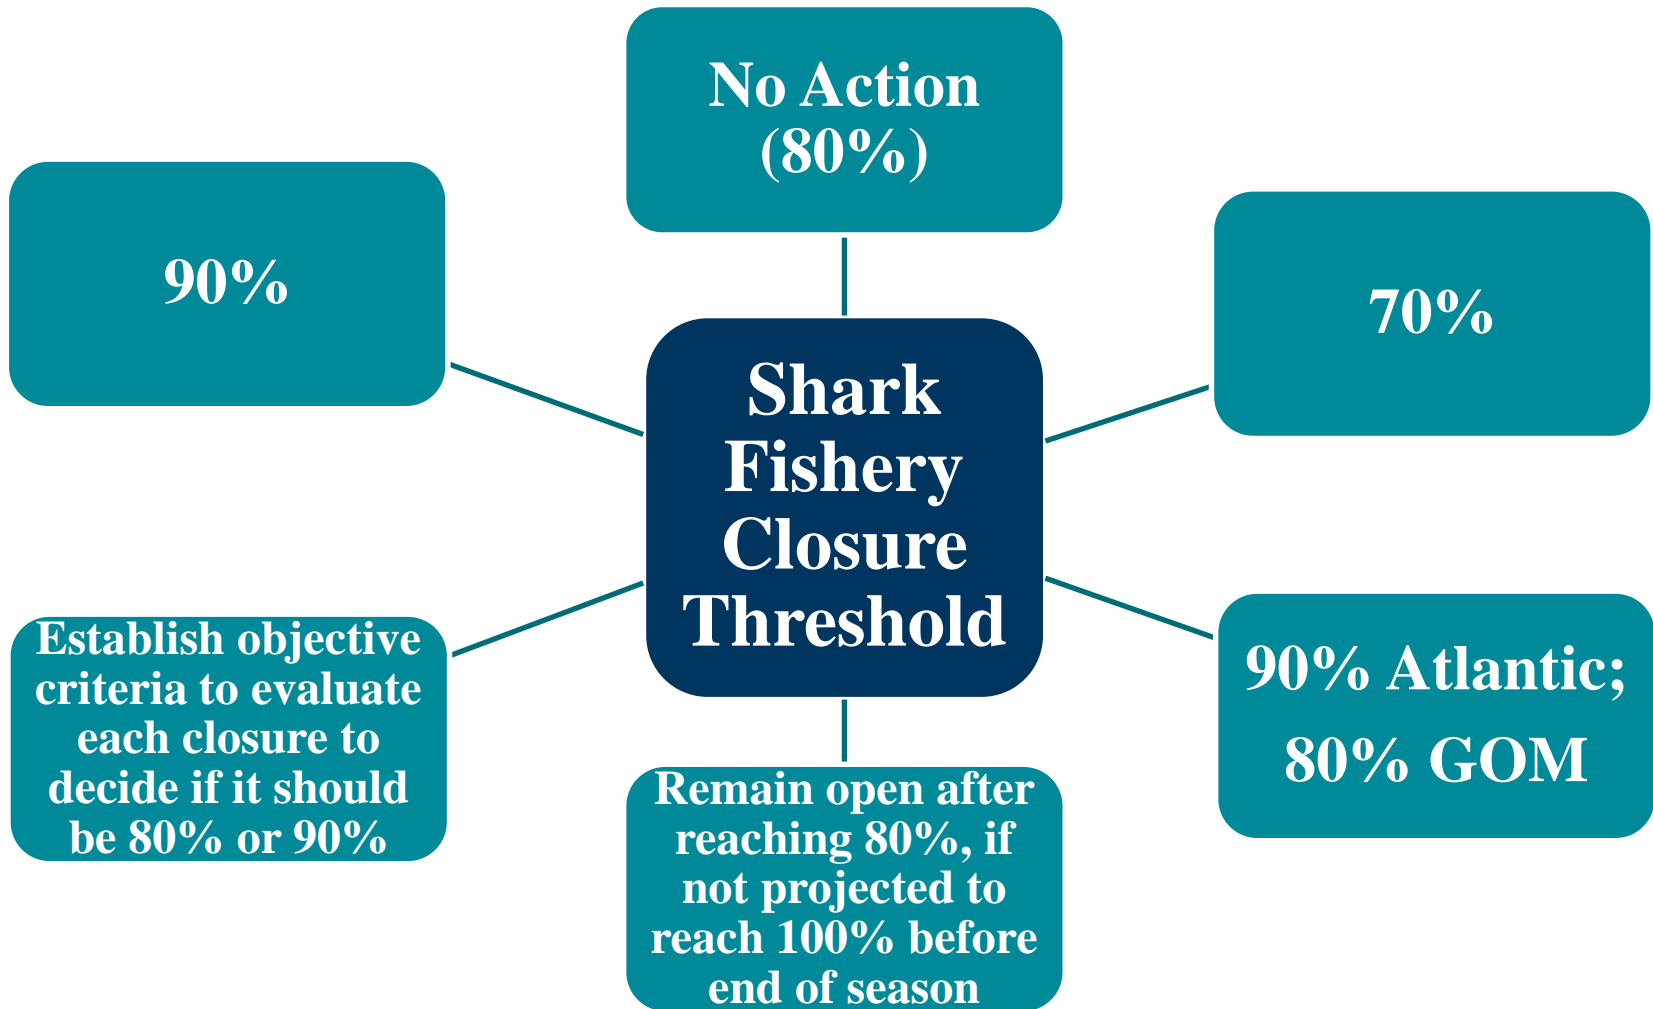 No Action
(80%)
90%
70%
Shark
Fishery
Closure
Threshold
Establish objective
criteria to evaluate
each closure to
decide if it should
be 80% or 90%
90% Atlantic;
80% GOM
Remain open after
reaching 80%, if
not projected to
reach 100% before
end of season